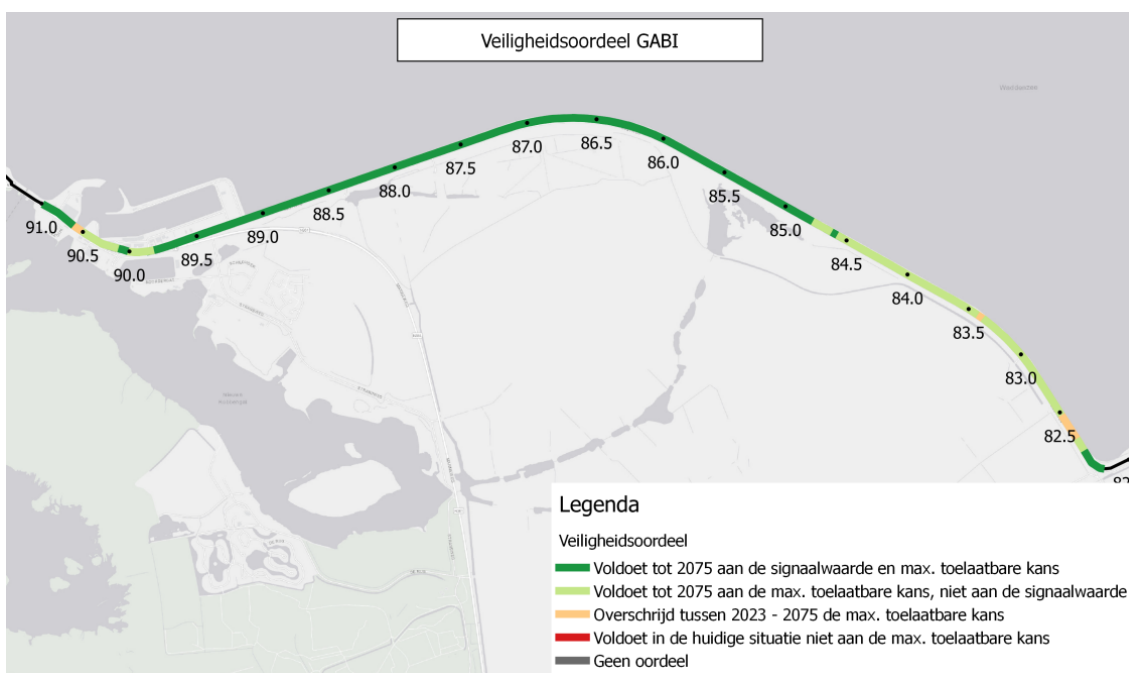 Veiligheidsoordeel GABI
87.0
86.5
87.5
86.0
88.0
88.5
85.5
89.0
85.0
91.0
90.5
89.5
90.0
84.5
84.0
83.5
83.0
82.5
Legenda
Veiligheidsoordeel
Voldoet tot 2075 aan de signaalwaarde en max. toelaatbare kans
Voldoet tot 2075 aan de max. toelaatbare kans, niet aan de signaalwaarde
Overschrijd tussen 2023 - 2075 de max. toelaatbare kans
Voldoet in de huidige situatie niet aan de max. toelaatbare kans
Geen oordeel